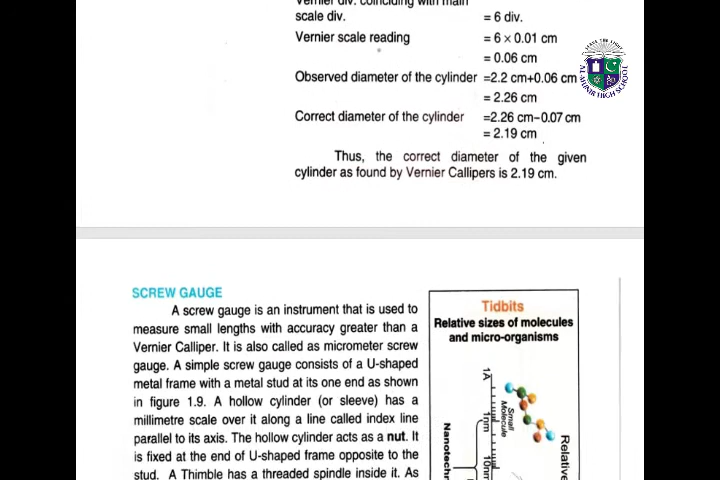 Vernier div. coinciding with main
scale div. = 6 div.
Vernier scale reading = 6 × 0.01 cm
= 0.06 cm
Observed diameter of the cylinder =2.2 cm+0.06 cm
= 2.26 cm
Correct diameter of the cylinder =2.26 cm−0.07 cm
= 2.19 cm
Thus, the correct diameter of the given
cylinder as found by Vernier Callipers is 2.19 cm.
HIGH SCHOOL
SCREW GAUGE
A screw gauge is an instrument that is used to
measure small lengths with accuracy greater than a
Vernier Calliper. It is also called as micrometer screw
gauge. A simple screw gauge consists of a U-shaped
metal frame with a metal stud at its one end as shown
in figure 1.9. A hollow cylinder (or sleeve) has a
millimetre scale over it along a line called index line
parallel to its axis. The hollow cylinder acts as a nut. It
is fixed at the end of U-shaped frame opposite to the
stud. A Thimble has a threaded spindle inside it. As
Tidbits
Relative sizes of molecules
and micro-organisms
1A
1nm
10nm
Small
Molecule
Relative
Nanotech